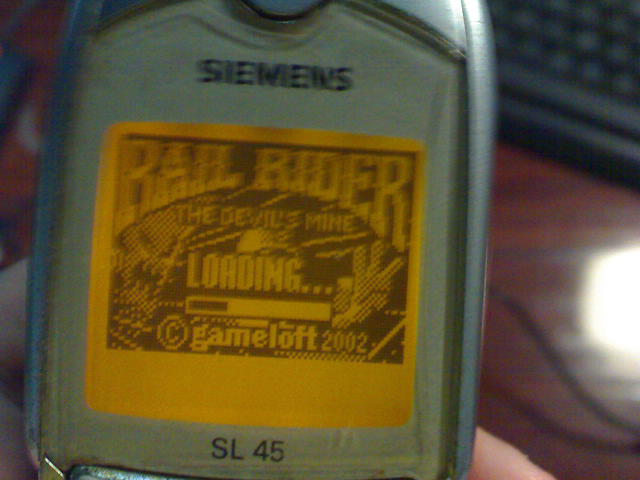 SIEMENS
RAIL RIDER
THE DEVIL'S MINE
LOADING...
© gameloft 2002
SL 45